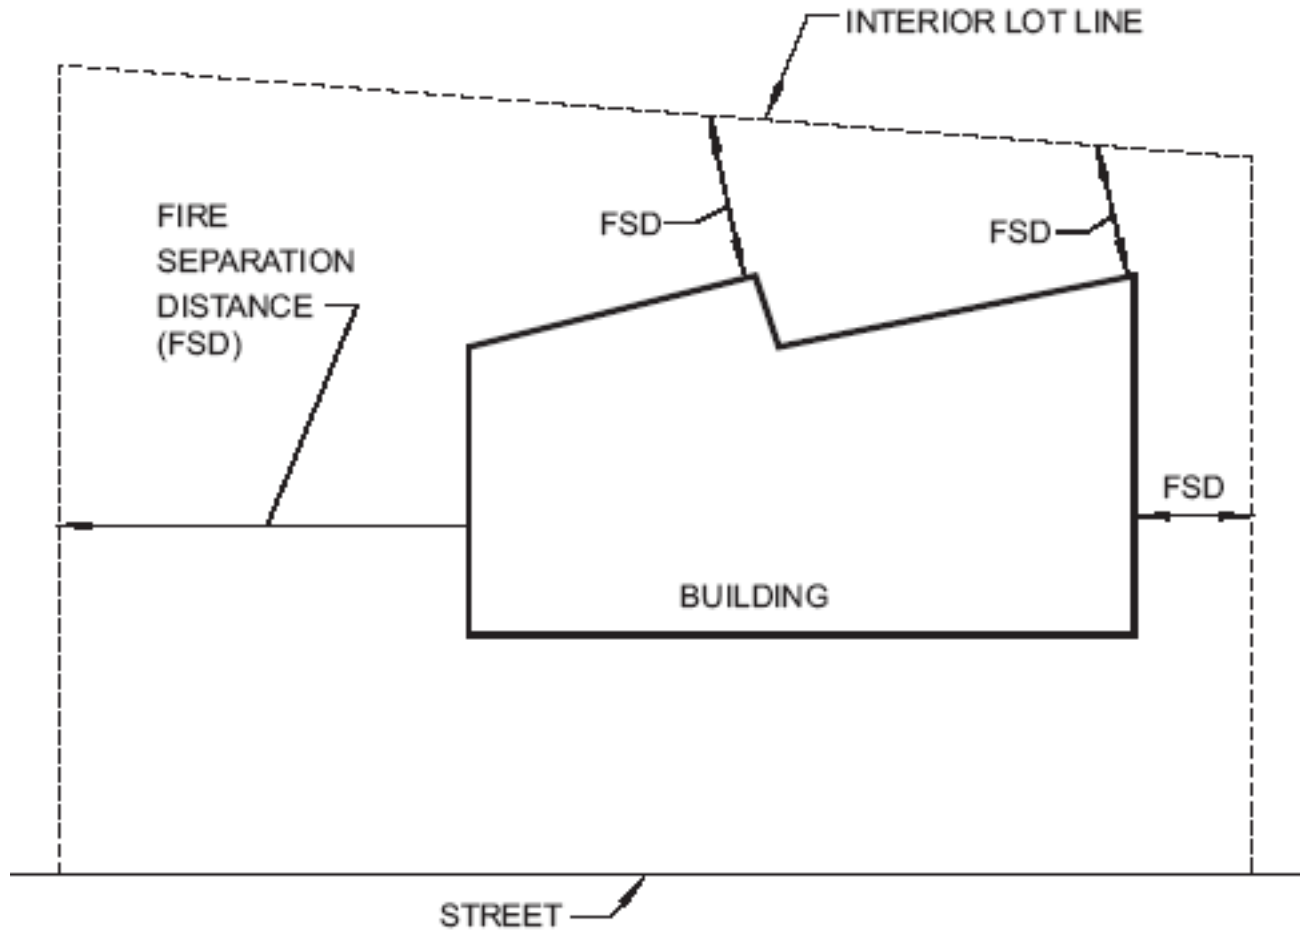 INTERIOR LOT LINE
FIRE
SEPARATION
DISTANCE
(FSD)
FSD
FSD
FSD
BUILDING
STREET